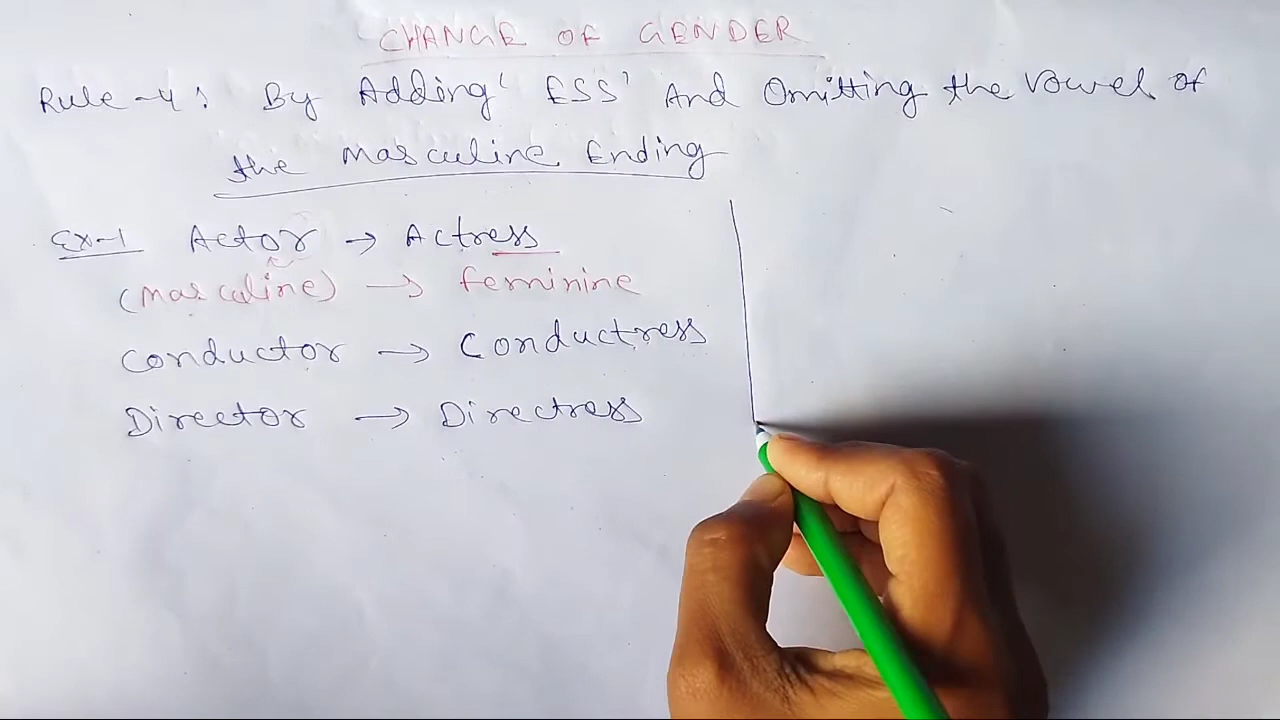 CHANGE OF GENDER
Rule-4: By Adding 'ESS' And Omitting the vowel of
the Masculine Ending
Ex-1 Actor → Actress
(Masculine) → feminine
Conductor → Conductress
Director → Directress